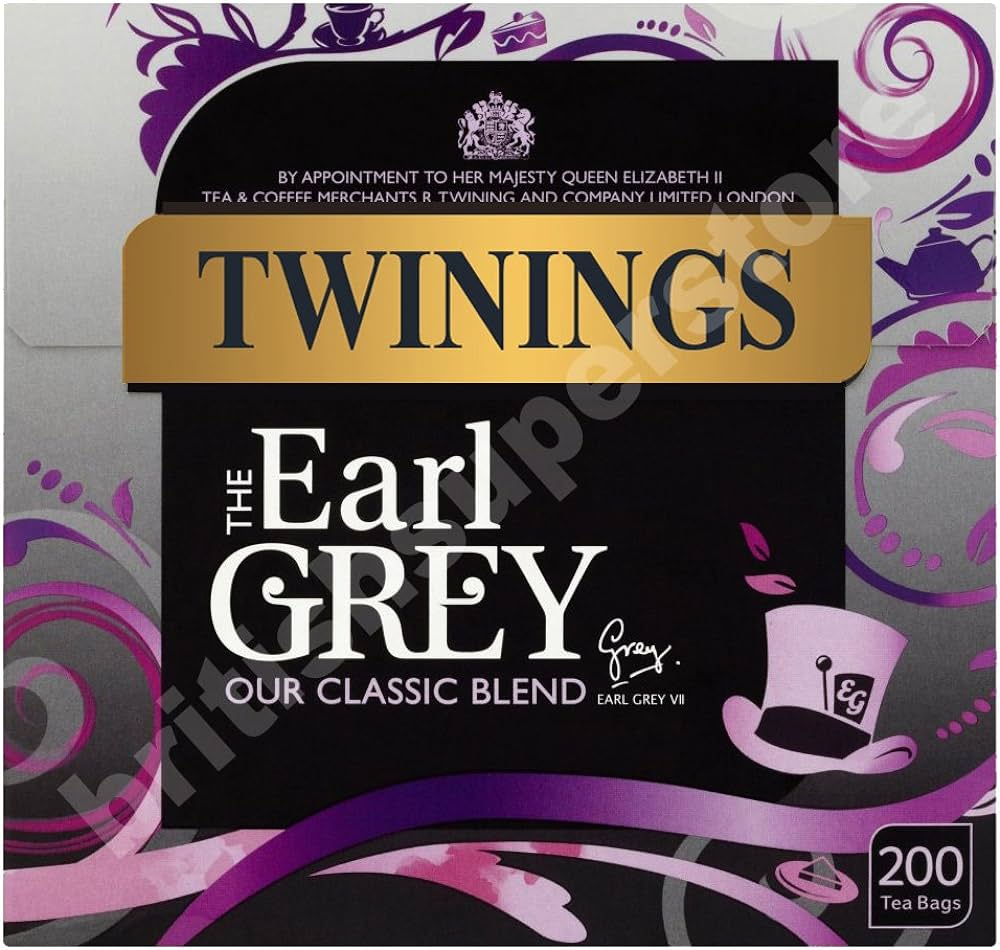 BY APPOINTMENT TO HER MAJESTY QUEEN ELIZABETH II
TEA & COFFEE MERCHANTS R. TWINING AND COMPANY LIMITED, LONDON
TWININGS
THE Earl
GREY
Grey.
OUR CLASSIC BLEND
EARL GREY VII
EG
200
Tea Bags
britishsuperstore